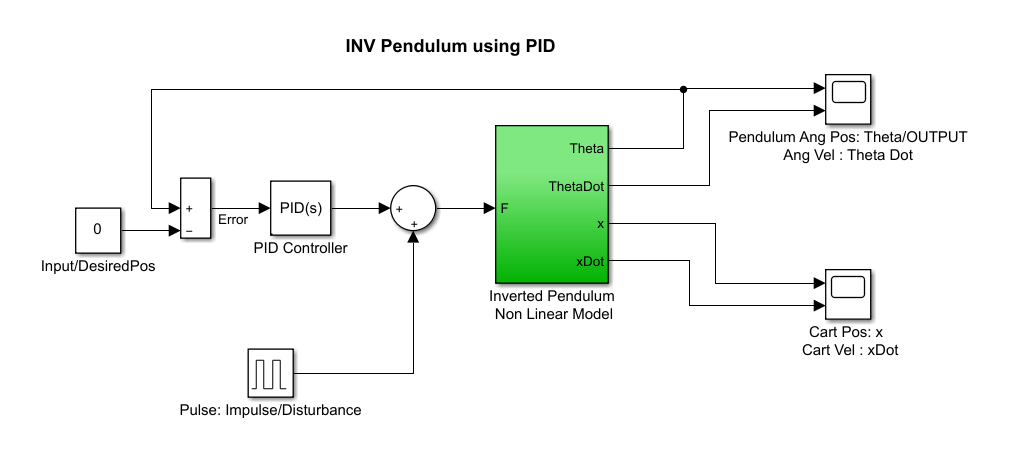 INV Pendulum using PID
Pendulum Ang Pos: Theta/OUTPUT
Ang Vel : Theta Dot
Theta
ThetaDot
F
x
xDot
Inverted Pendulum
Non Linear Model
+
−
Error
PID(s)
PID Controller
+
+
0
Input/DesiredPos
Cart Pos: x
Cart Vel : xDot
Pulse: Impulse/Disturbance